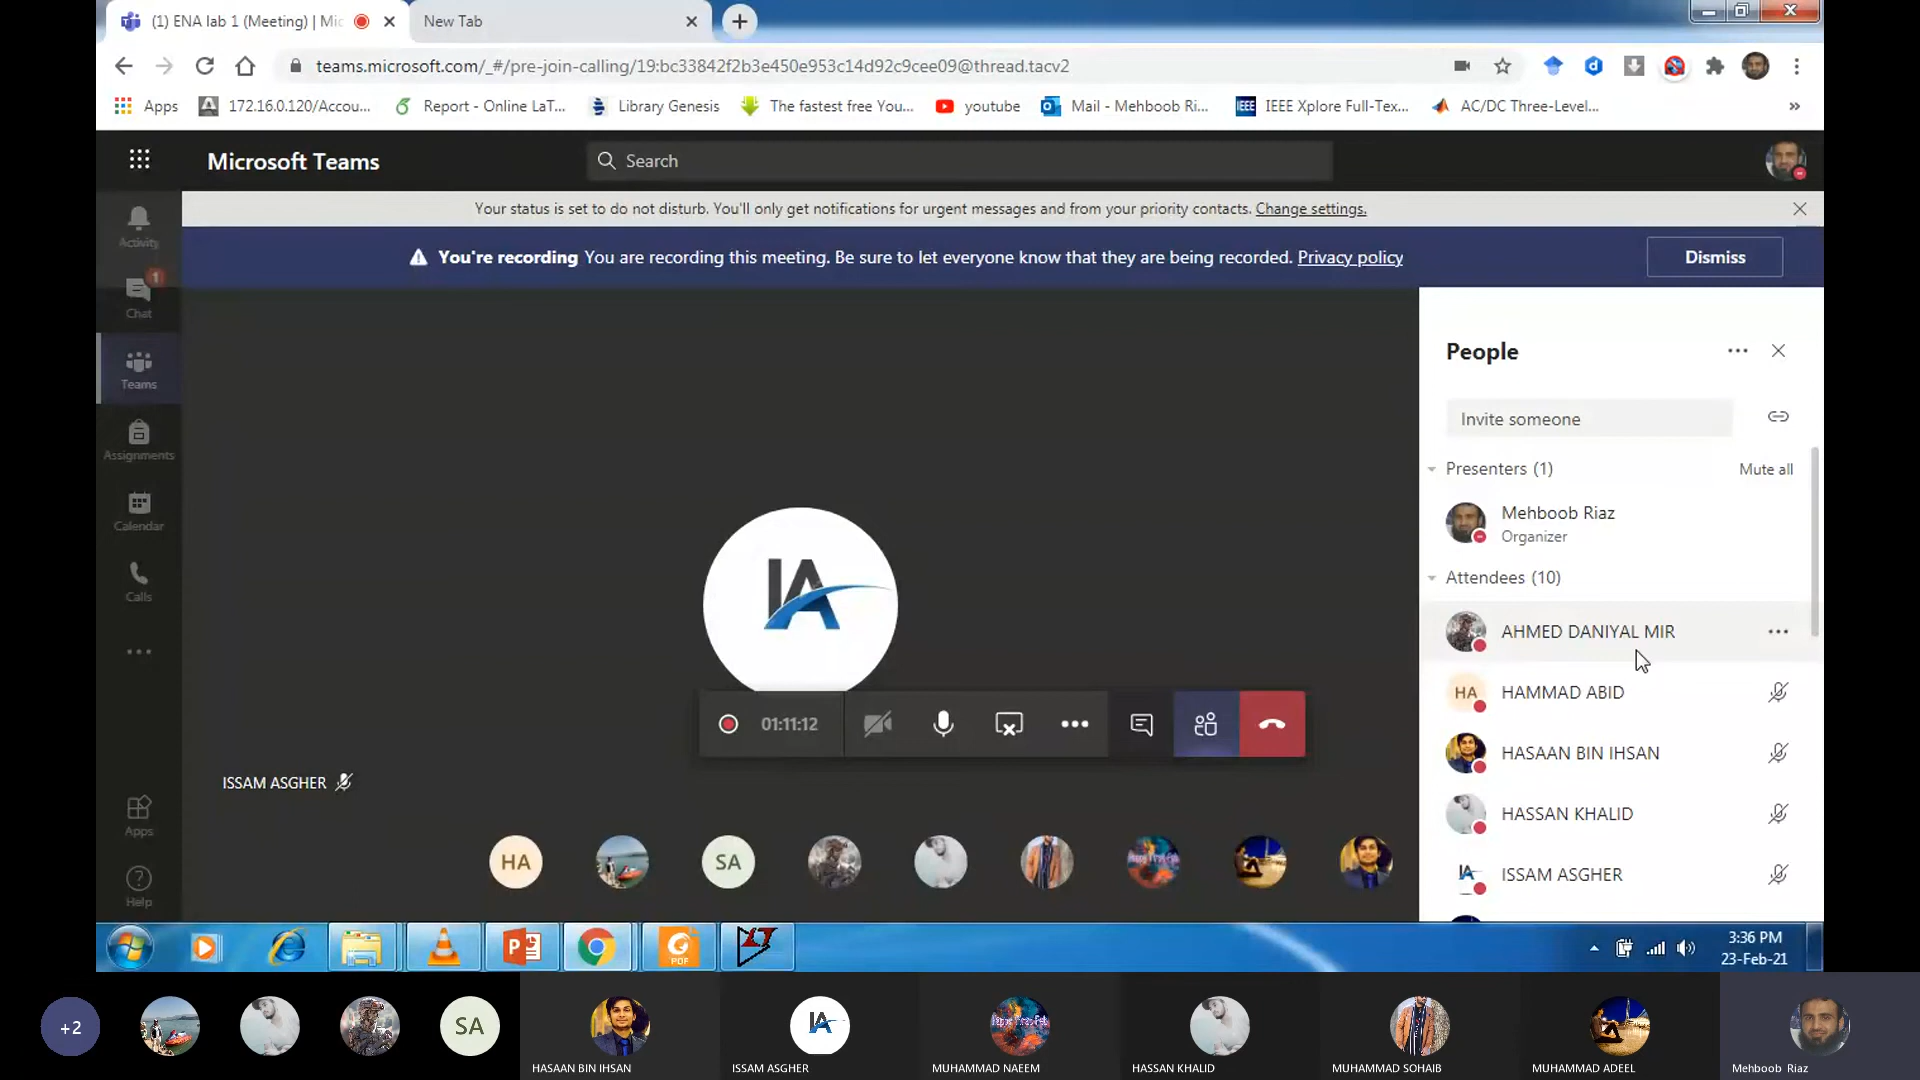 (1) ENA lab 1 (Meeting) | Mic
New Tab
teams.microsoft.com/_#/pre-join-calling/19:bc33842f2b3e450e953c14d92c9cee09@thread.tacv2
Apps
172.16.0.120/Accou...
Report - Online LaT...
Library Genesis
The fastest free You...
youtube
Mail - Mehboob Ri...
IEEE
IEEE Xplore Full-Tex...
AC/DC Three-Level...
»
Microsoft Teams
Search
Your status is set to do not disturb. You'll only get notifications for urgent messages and from your priority contacts. Change settings.
You're recording You are recording this meeting. Be sure to let everyone know that they are being recorded. Privacy policy
Dismiss
Activity
1
Chat
Teams
Assignments
Calendar
Calls
Apps
Help
People
Invite someone
Presenters (1)
Mute all
Mehboob Riaz
Organizer
Attendees (10)
AHMED DANIYAL MIR
HA
HAMMAD ABID
HASAAN BIN IHSAN
HASSAN KHALID
IA
ISSAM ASGHER
IA
01:11:12
ISSAM ASGHER
HA
SA
PDF
3:36 PM
23-Feb-21
+2
SA
HASAAN BIN IHSAN
IA
ISSAM ASGHER
MUHAMMAD NAEEM
HASSAN KHALID
MUHAMMAD SOHAIB
MUHAMMAD ADEEL
Mehboob Riaz